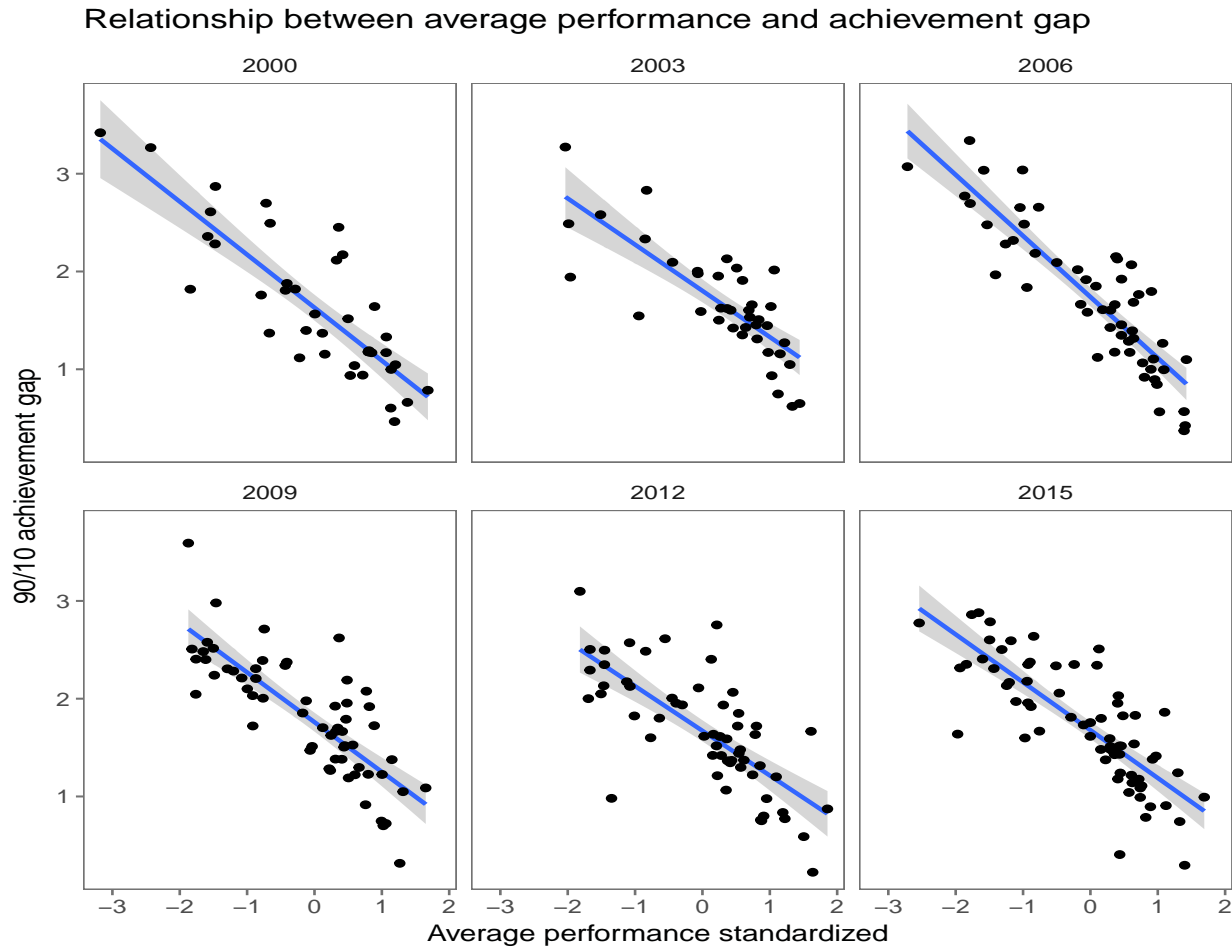 Relationship between average performance and achievement gap
2000 2003 2006
3
2
1
2009 2012 2015
3
2
1
90/10 achievement gap
−3 −2 −1 0 1 2 −3 −2 −1 0 1 2 −3 −2 −1 0 1 2
Average performance standardized